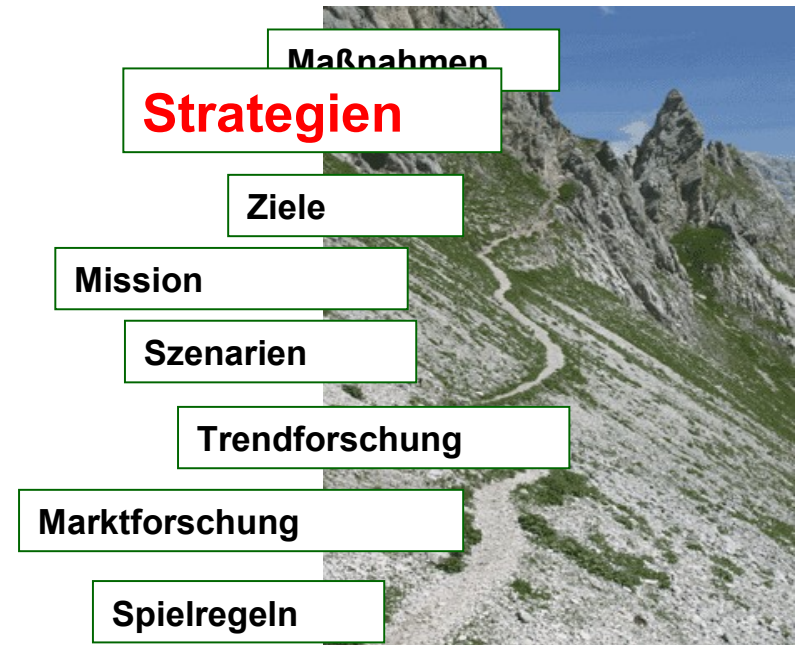 Maßnahmen
Strategien
Ziele
Mission
Szenarien
Trendforschung
Marktforschung
Spielregeln